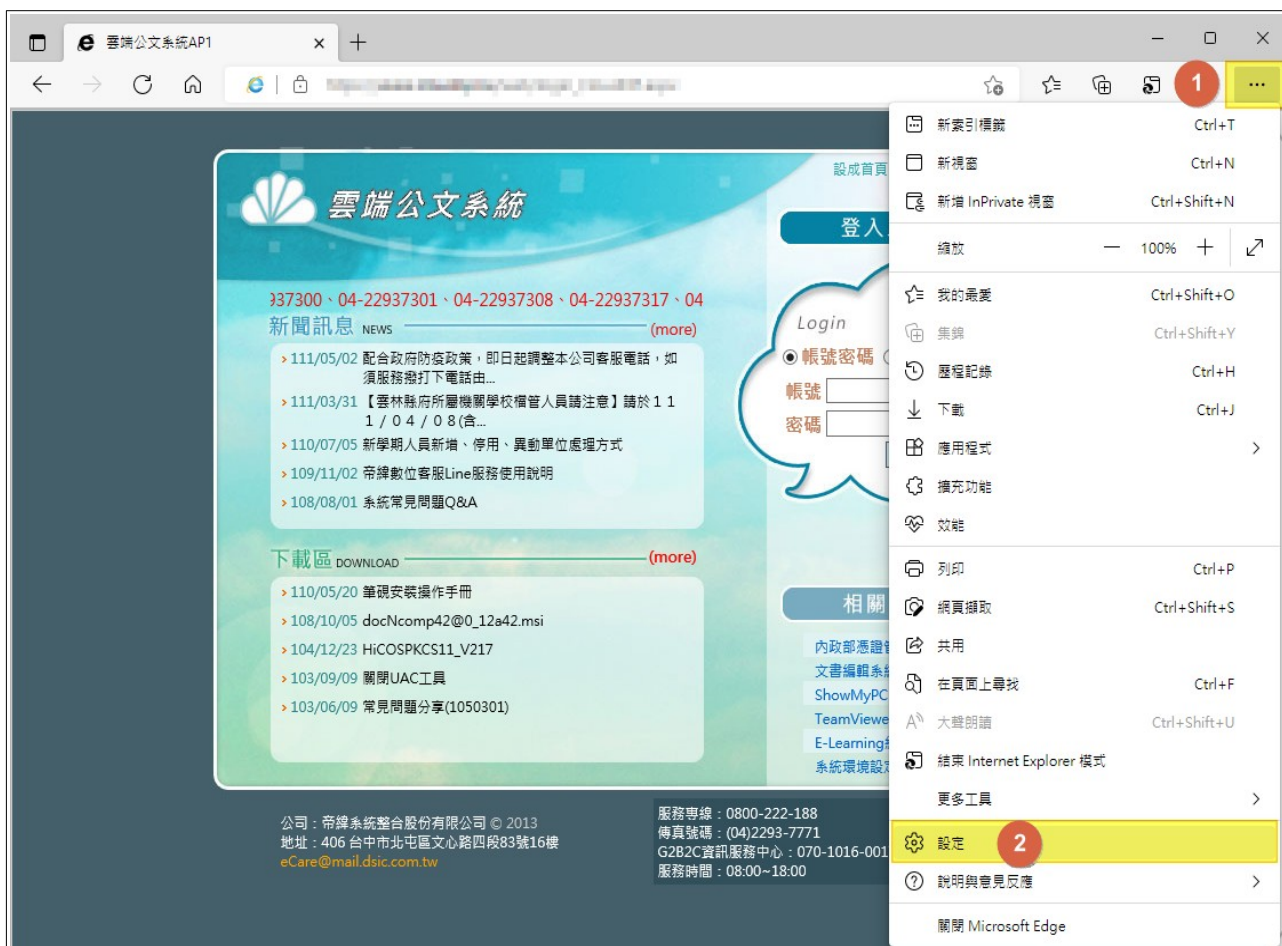 雲端公文系統AP1
1
新索引標籤 Ctrl+T
新視窗 Ctrl+N
新增 InPrivate 視窗 Ctrl+Shift+N
縮放 100%
我的最愛 Ctrl+Shift+O
集錦 Ctrl+Shift+Y
歷程記錄 Ctrl+H
下載 Ctrl+J
應用程式
擴充功能
效能
列印 Ctrl+P
網頁擷取 Ctrl+Shift+S
共用
在頁面上尋找 Ctrl+F
大聲朗讀 Ctrl+Shift+U
結束 Internet Explorer 模式
更多工具
設定 2
說明與意見反應
關閉 Microsoft Edge
雲端公文系統
設成首頁
登入
937300、04-22937301、04-22937308、04-22937317、04
新聞訊息 NEWS (more)
111/05/02 配合政府防疫政策,即日起調整本公司客服電話,如
須服務撥打下電話由...
111/03/31 【雲林縣府所屬機關學校檔管人員請注意】請於11
1/04/08(含...
110/07/05 新學期人員新增、停用、異動單位處理方式
109/11/02 帝緯數位客服Line服務使用說明
108/08/01 系統常見問題Q&A
Login
帳號密碼
帳號
密碼
下載區 DOWNLOAD (more)
110/05/20 筆硯安裝操作手冊
108/10/05 docNcomp42@0_12a42.msi
104/12/23 HiCOSPKCS11_V217
103/09/09 關閉UAC工具
103/06/09 常見問題分享(1050301)
相關
內政部憑證
文書編輯系
ShowMyPC
TeamViewe
E-Learning
系統環境設
公司:帝緯系統整合股份有限公司 © 2013
地址:406 台中市北屯區文心路四段83號16樓
eCare@mail.dsic.com.tw
服務專線:0800-222-188
傳真號碼:(04)2293-7771
G2B2C資訊服務中心:070-1016-001
服務時間:08:00~18:00